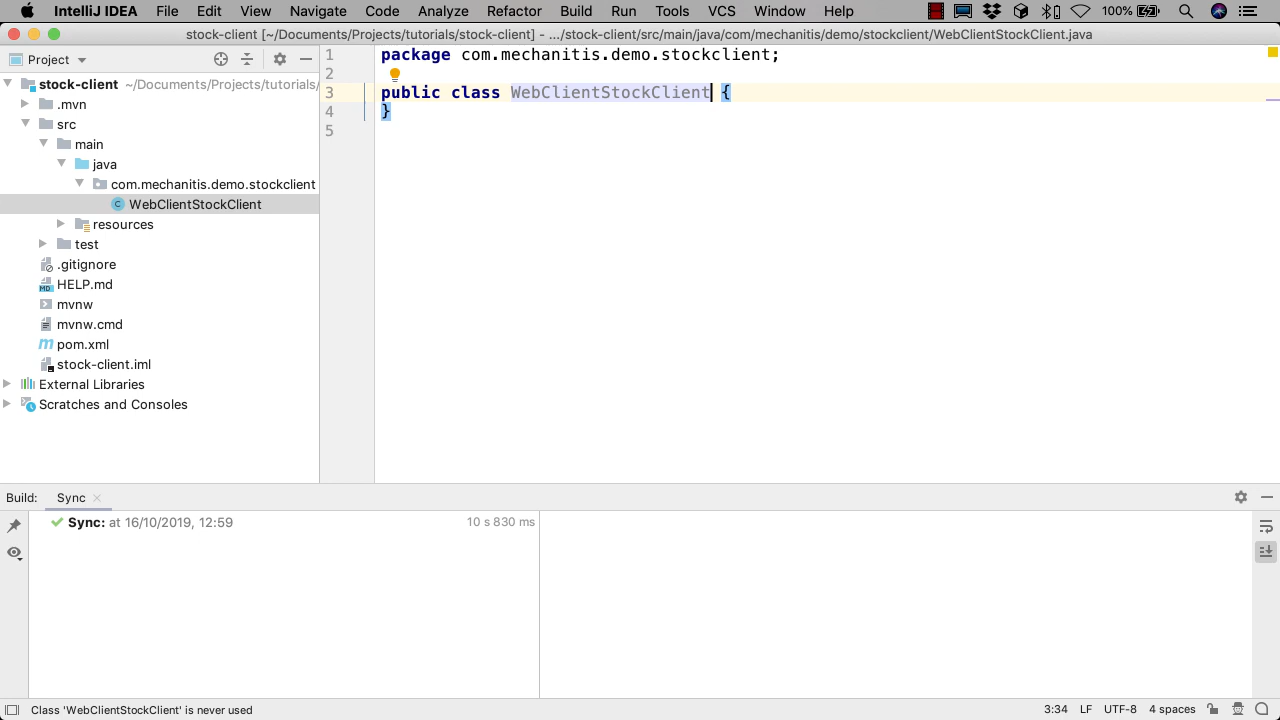 IntelliJ IDEA File Edit View Navigate Code Analyze Refactor Build Run Tools VCS Window Help 100%
stock-client [~/Documents/Projects/tutorials/stock-client] - .../stock-client/src/main/java/com/mechanitis/demo/stockclient/WebClientStockClient.java
Project
stock-client ~/Documents/Projects/tutorials/
.mvn
src
main
java
com.mechanitis.demo.stockclient
C WebClientStockClient
resources
test
.gitignore
MD HELP.md
mvnw
mvnw.cmd
m pom.xml
stock-client.iml
External Libraries
Scratches and Consoles
1 package com.mechanitis.demo.stockclient;
2
3 public class WebClientStockClient {
4 }
5
Build: Sync
Sync: at 16/10/2019, 12:59 10 s 830 ms
Class 'WebClientStockClient' is never used 3:34 LF UTF-8 4 spaces